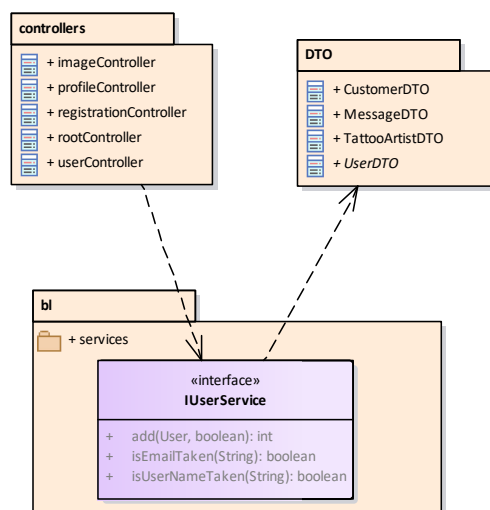 controllers
+ imageController
+ profileController
+ registrationController
+ rootController
+ userController
DTO
+ CustomerDTO
+ MessageDTO
+ TattooArtistDTO
+ UserDTO
bl
+ services
«interface»
IUserService
+ add(User, boolean): int
+ isEmailTaken(String): boolean
+ isUserNameTaken(String): boolean